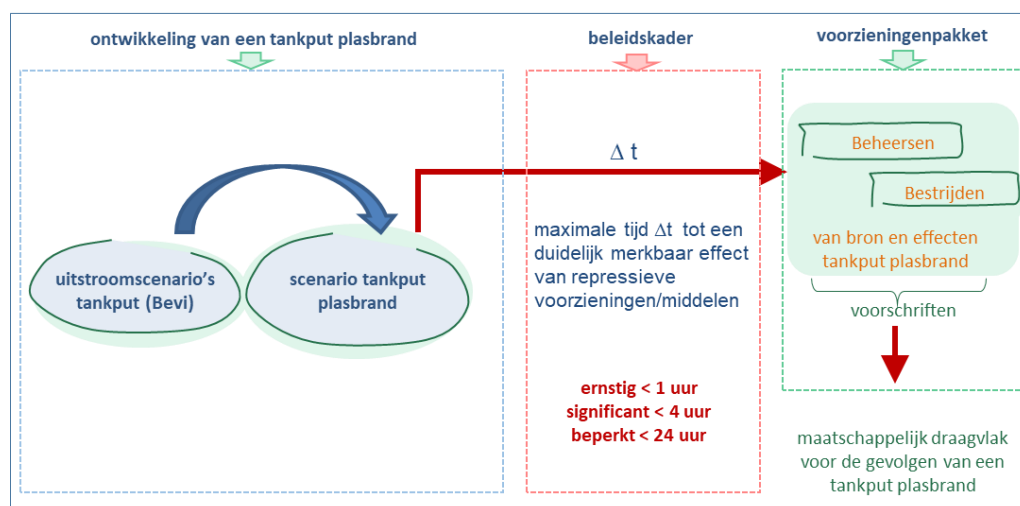 ontwikkeling van een tankput plasbrand
beleidskader
voorzieningenpakket
uitstroomscenario's
tankput (Bevi)
scenario tankput
plasbrand
Δ t
maximale tijd Δt tot een
duidelijk merkbaar effect
van repressieve
voorzieningen/middelen
ernstig < 1 uur
significant < 4 uur
beperkt < 24 uur
Beheersen
Bestrijden
van bron en effecten
tankput plasbrand
voorschriften
maatschappelijk draagvlak
voor de gevolgen van een
tankput plasbrand